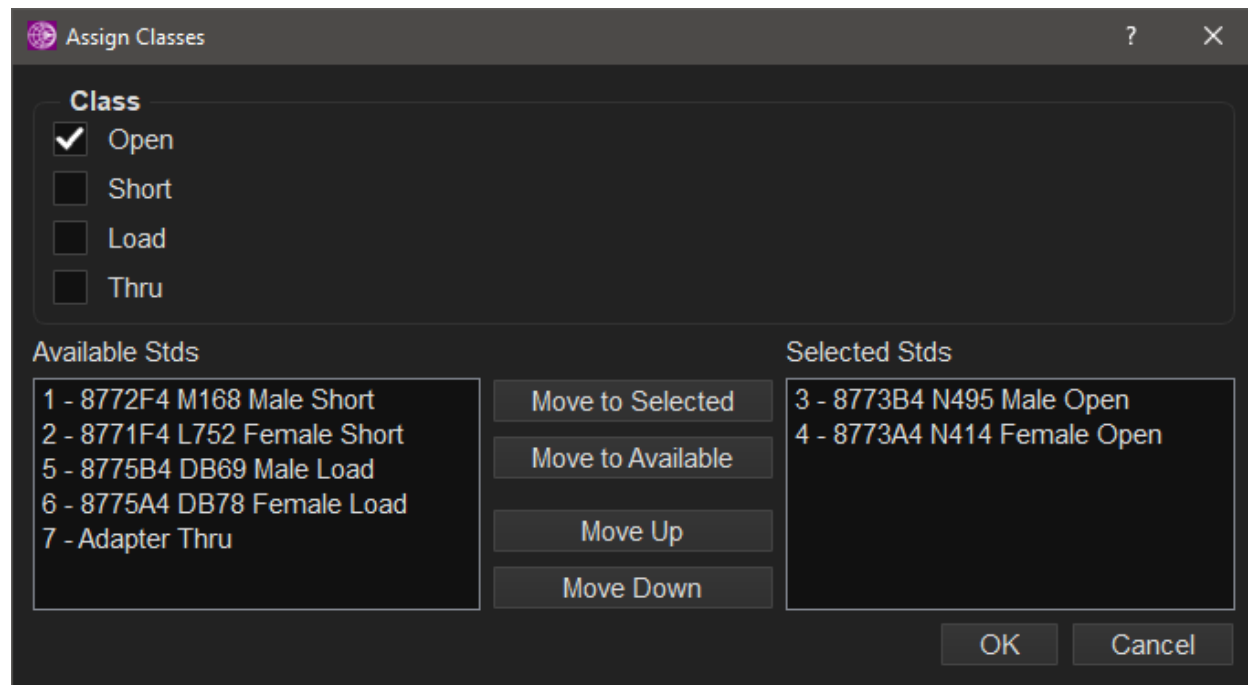 Assign Classes
?
Class
Open
Short
Load
Thru
Available Stds
Selected Stds
1 - 8772F4 M168 Male Short
2 - 8771F4 L752 Female Short
5 - 8775B4 DB69 Male Load
6 - 8775A4 DB78 Female Load
7 - Adapter Thru
Move to Selected
Move to Available
Move Up
Move Down
3 - 8773B4 N495 Male Open
4 - 8773A4 N414 Female Open
OK
Cancel